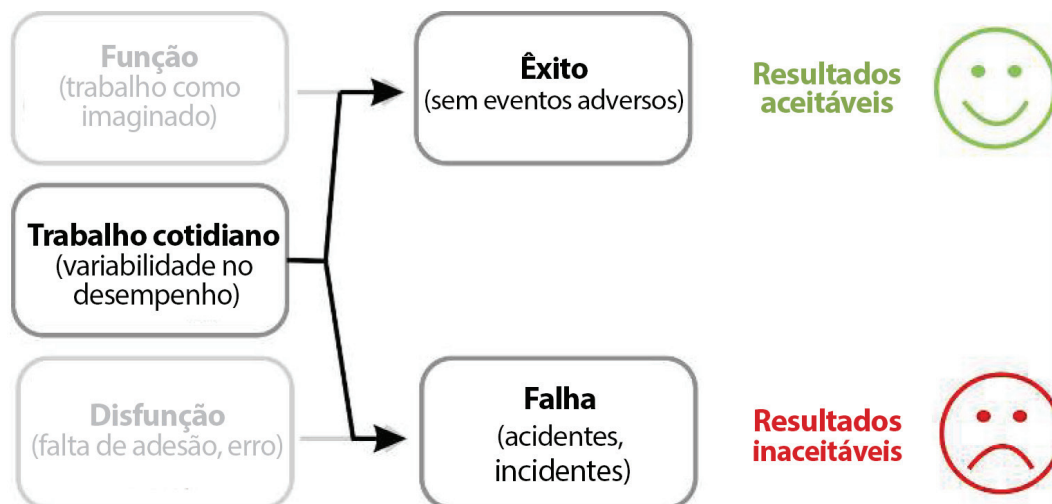 Função
(trabalho como
imaginado)
Êxito
(sem eventos adversos)
Resultados
aceitáveis
Trabalho cotidiano
(variabilidade no
desempenho)
Disfunção
(falta de adesão, erro)
Falha
(acidentes,
incidentes)
Resultados
inaceitáveis